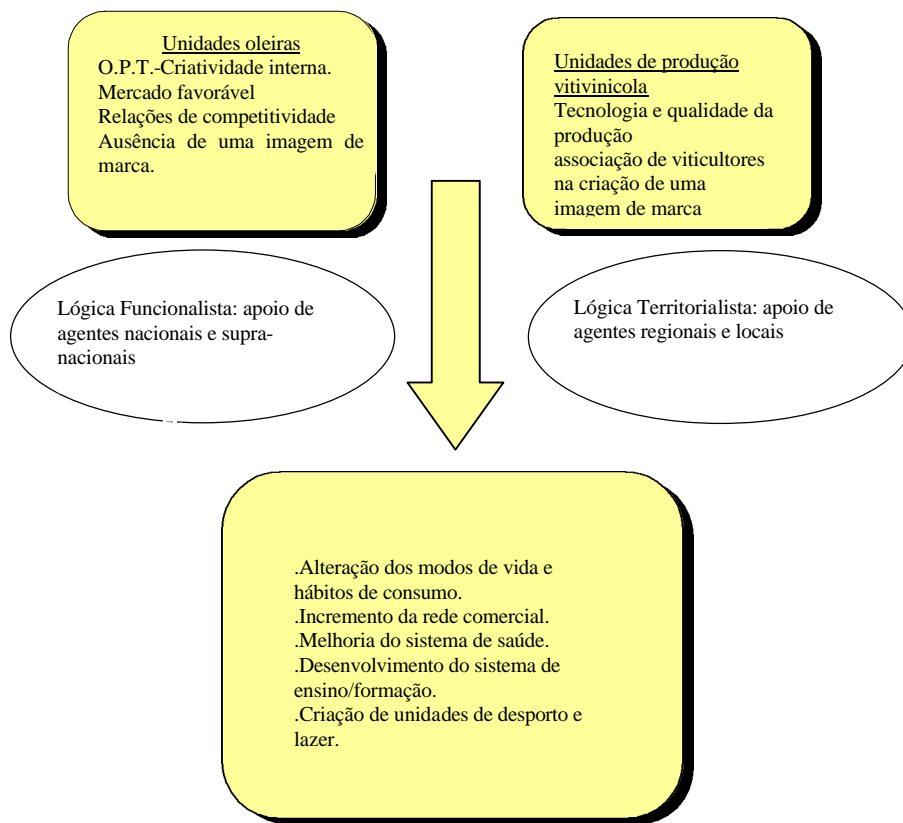 Unidades oleiras
O.P.T.-Criatividade interna.
Mercado favorável
Relações de competitividade
Ausência de uma imagem de
marca.
Unidades de produção
vitivinicola
Tecnologia e qualidade da
produção
associação de viticultores
na criação de uma
imagem de marca
Lógica Funcionalista: apoio de
agentes nacionais e supra-
nacionais
Lógica Territorialista: apoio de
agentes regionais e locais
.Alteração dos modos de vida e
hábitos de consumo.
.Incremento da rede comercial.
.Melhoria do sistema de saúde.
.Desenvolvimento do sistema de
ensino/formação.
.Criação de unidades de desporto e
lazer.